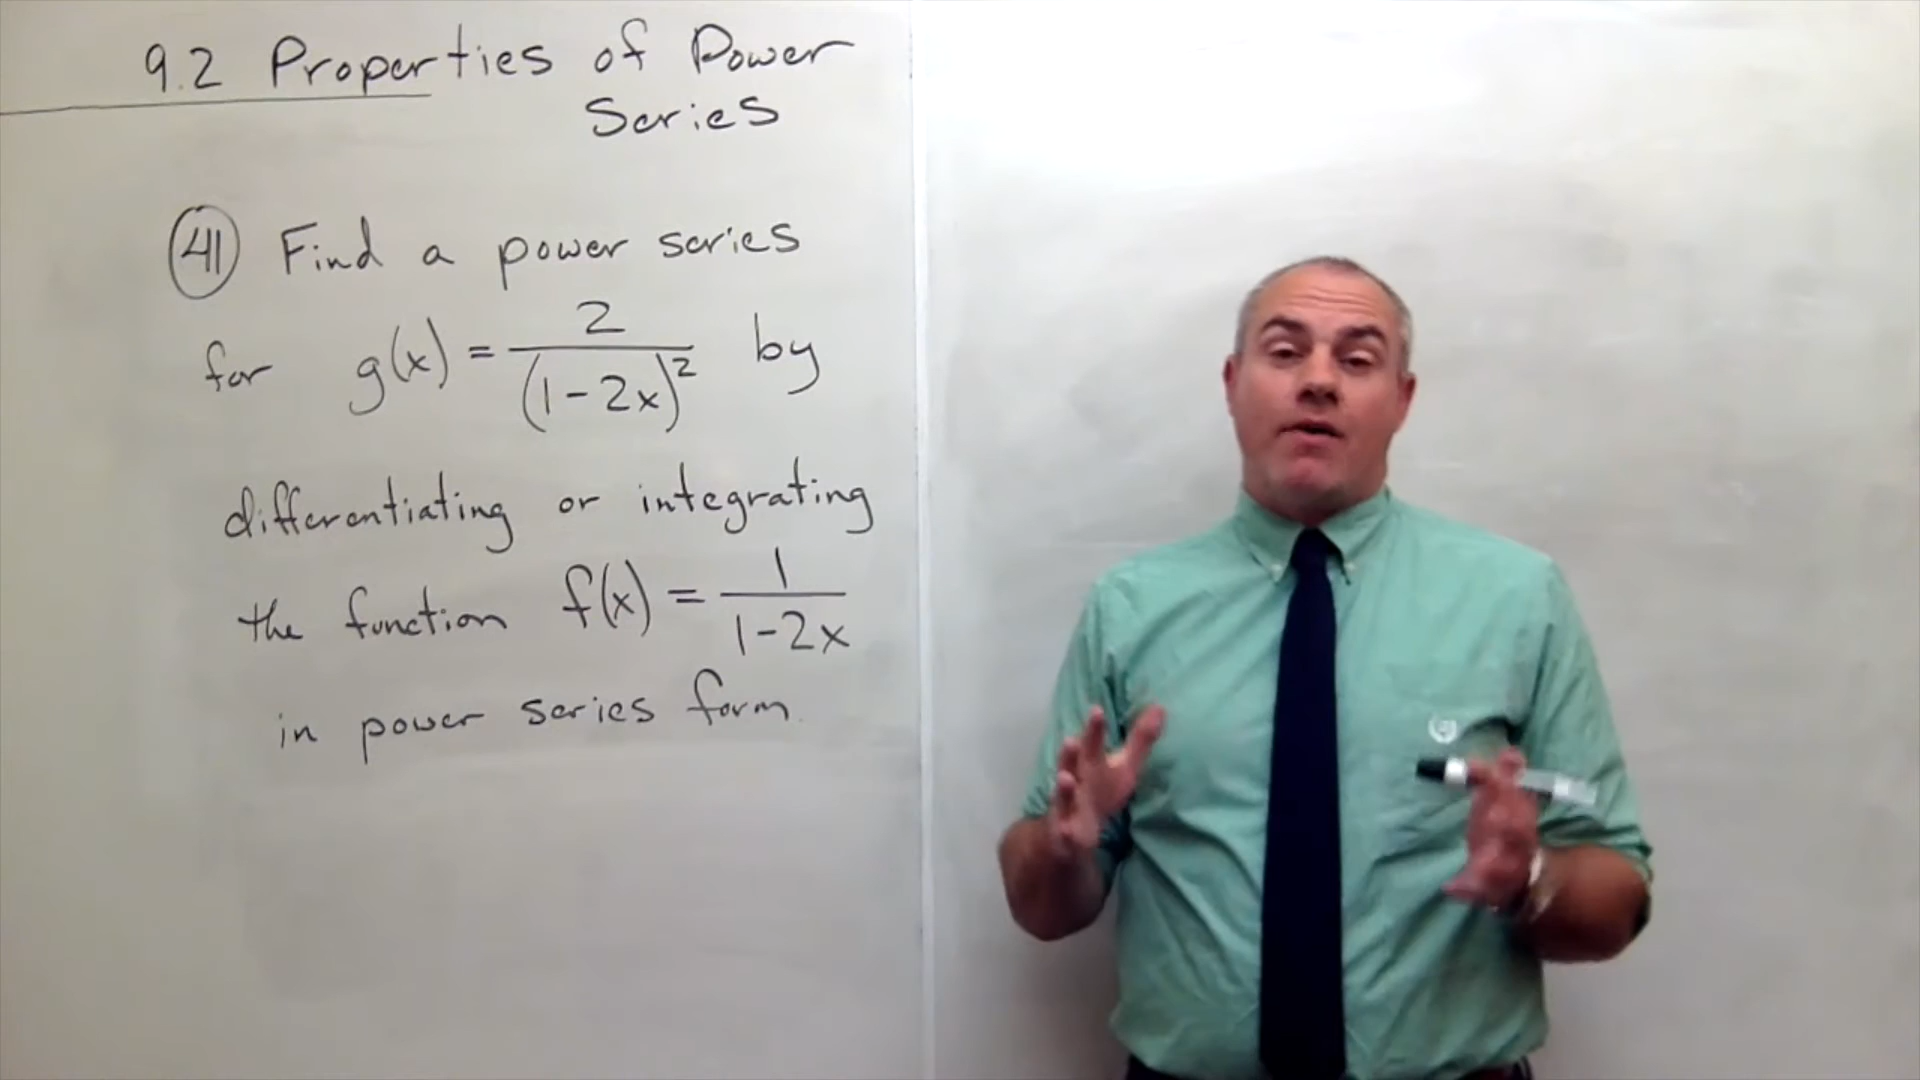 9.2 Properties of Power
Series
41 Find a power series
for g(x) = 2/(1-2x)² by
differentiating or integrating
the function f(x) = 1/(1-2x)
in power series form.